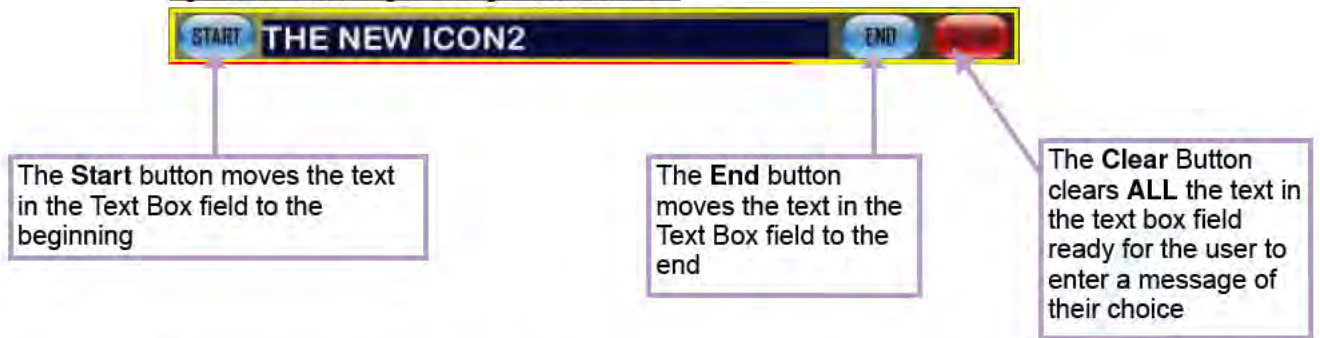 START THE NEW ICON2 END
The Start button moves the text
in the Text Box field to the
beginning
The End button
moves the text in the
Text Box field to the
end
The Clear Button
clears ALL the text in
the text box field
ready for the user to
enter a message of
their choice